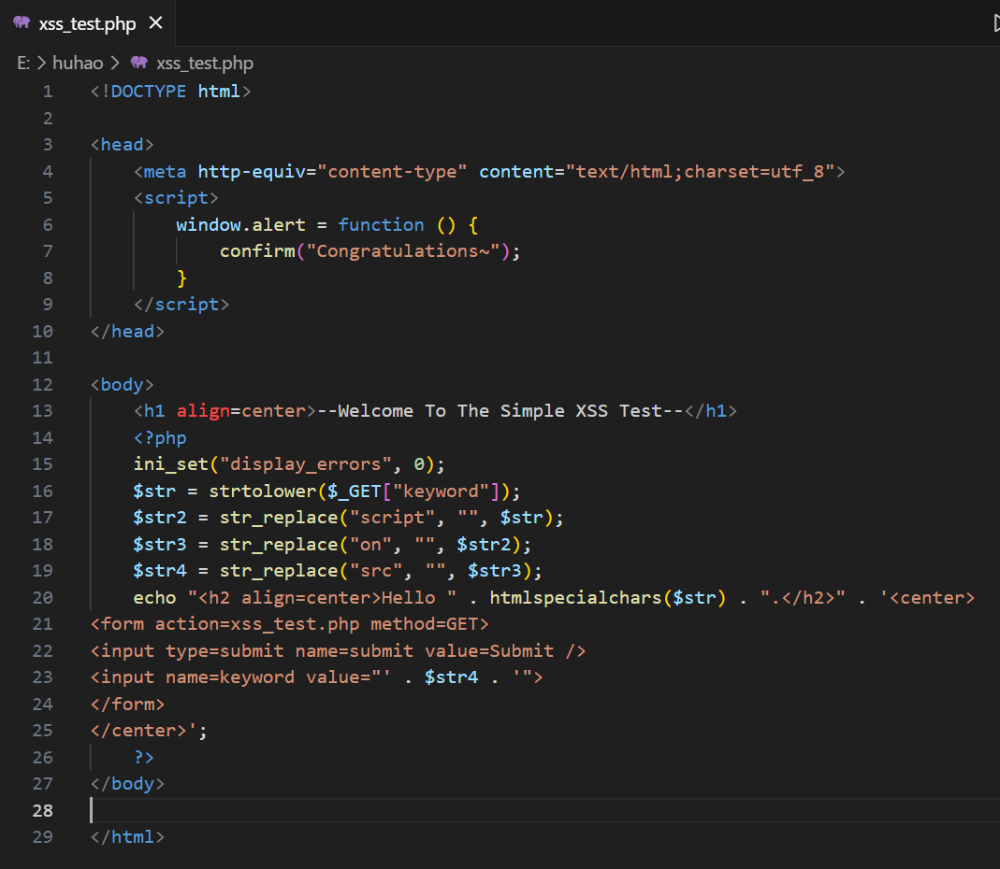 xss_test.php
E: > huhao > xss_test.php
1 <!DOCTYPE html>
2
3 <head>
4     <meta http-equiv="content-type" content="text/html;charset=utf_8">
5     <script>
6         window.alert = function () {
7             confirm("Congratulations~");
8         }
9     </script>
10 </head>
11
12 <body>
13     <h1 align=center>--Welcome To The Simple XSS Test--</h1>
14     <?php
15     ini_set("display_errors", 0);
16     $str = strtolower($_GET["keyword"]);
17     $str2 = str_replace("script", "", $str);
18     $str3 = str_replace("on", "", $str2);
19     $str4 = str_replace("src", "", $str3);
20     echo "<h2 align=center>Hello " . htmlspecialchars($str) . ".</h2>" . '<center>
21 <form action=xss_test.php method=GET>
22 <input type=submit name=submit value=Submit />
23 <input name=keyword value="' . $str4 . '">
24 </form>
25 </center>';
26     ?>
27 </body>
28
29 </html>